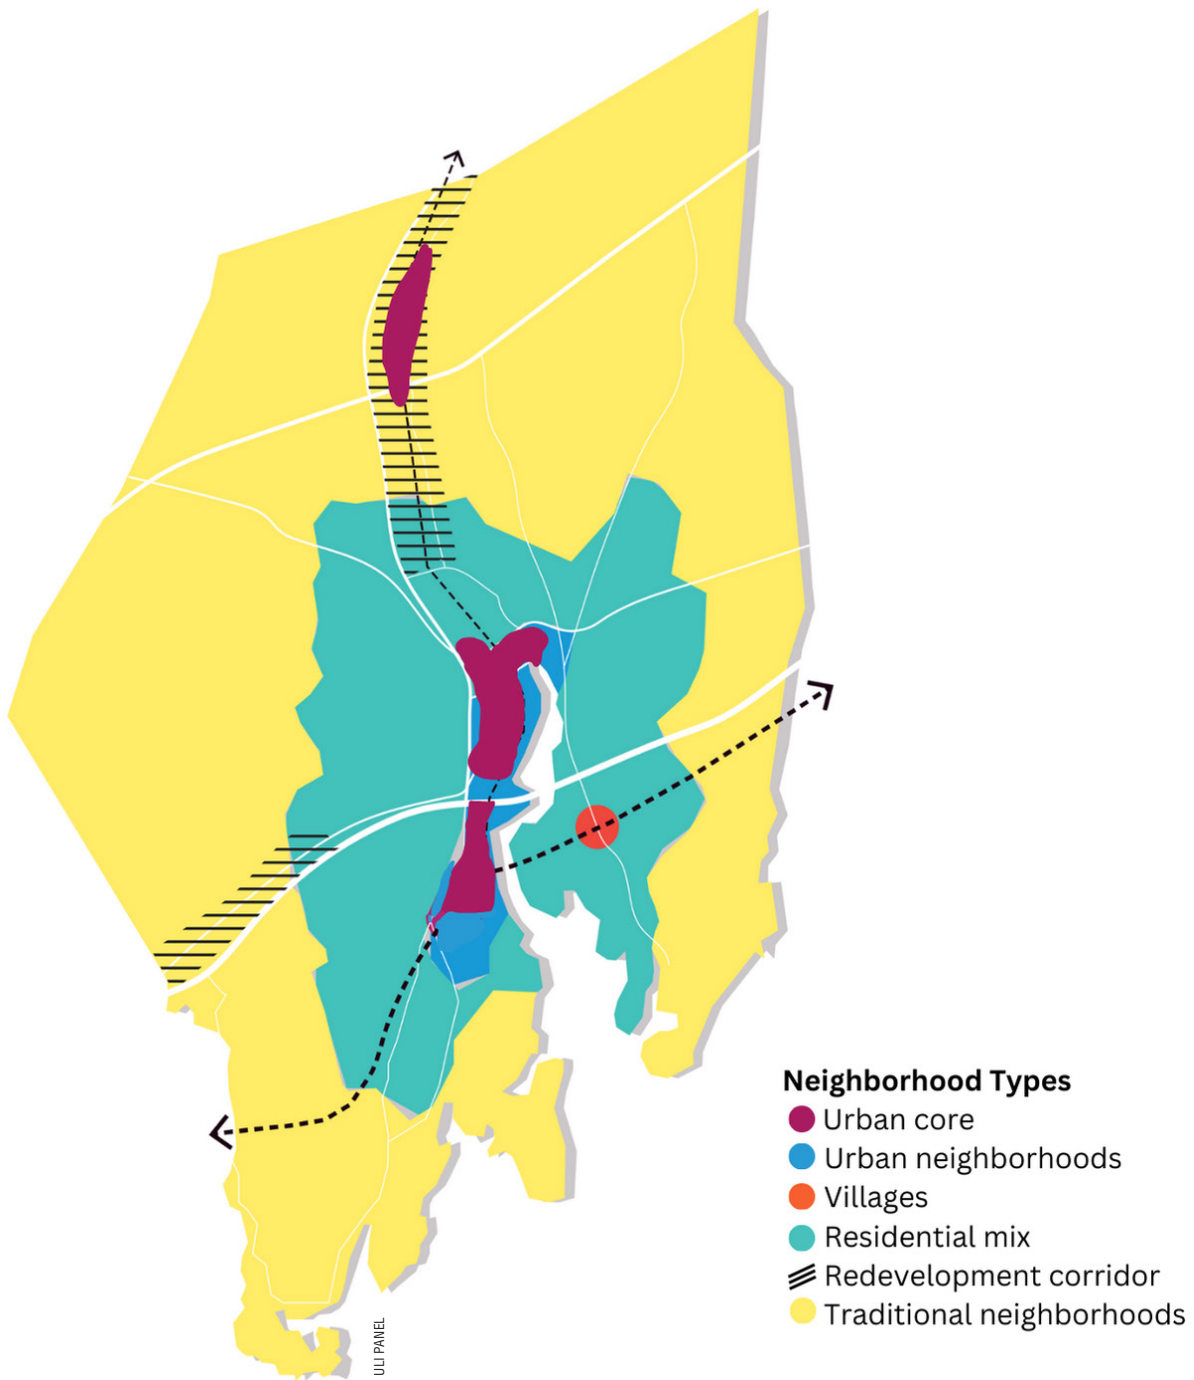 Neighborhood Types
Urban core
Urban neighborhoods
Villages
Residential mix
Redevelopment corridor
Traditional neighborhoods
ULI PANEL